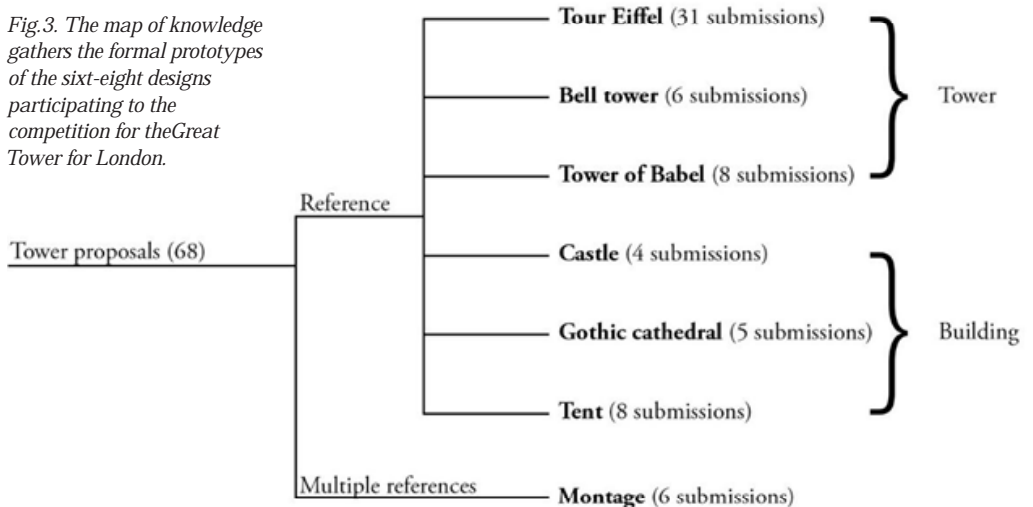 Fig.3. The map of knowledge
gathers the formal prototypes
of the sixt-eight designs
participating to the
competition for theGreat
Tower for London.
Tour Eiffel (31 submissions)
Bell tower (6 submissions)
Tower
Tower of Babel (8 submissions)
Reference
Tower proposals (68)
Castle (4 submissions)
Gothic cathedral (5 submissions)
Building
Tent (8 submissions)
Multiple references
Montage (6 submissions)